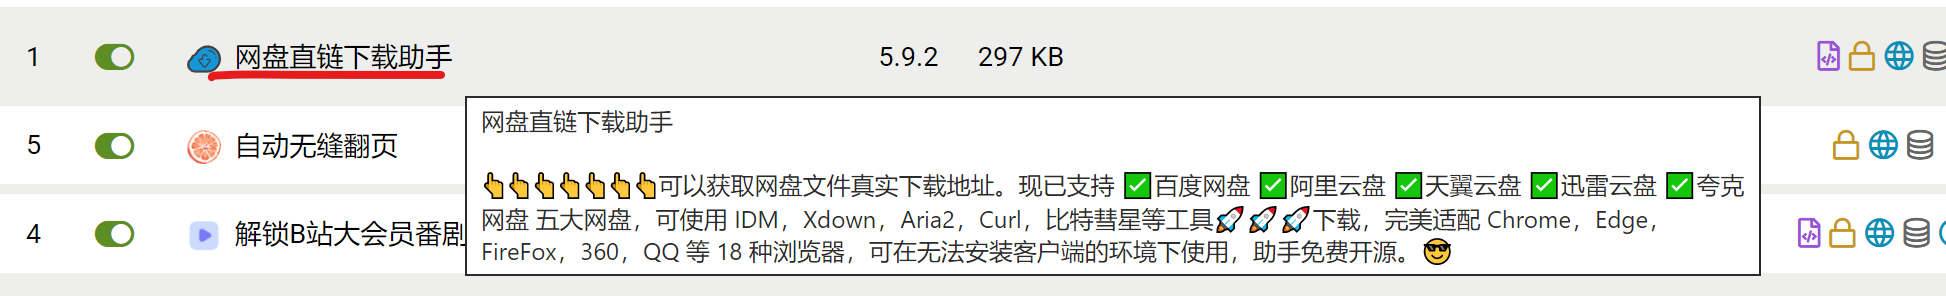 1 网盘直链下载助手 5.9.2 297 KB
网盘直链下载助手
5 自动无缝翻页
👆👆👆👆👆👆👆可以获取网盘文件真实下载地址。现已支持 ✅百度网盘 ✅阿里云盘 ✅天翼云盘 ✅迅雷云盘 ✅夸克
网盘 五大网盘，可使用 IDM，Xdown，Aria2，Curl，比特彗星等工具🚀🚀🚀下载，完美适配 Chrome，Edge，
FireFox，360，QQ 等 18 种浏览器，可在无法安装客户端的环境下使用，助手免费开源。😎
4 解锁B站大会员番剧